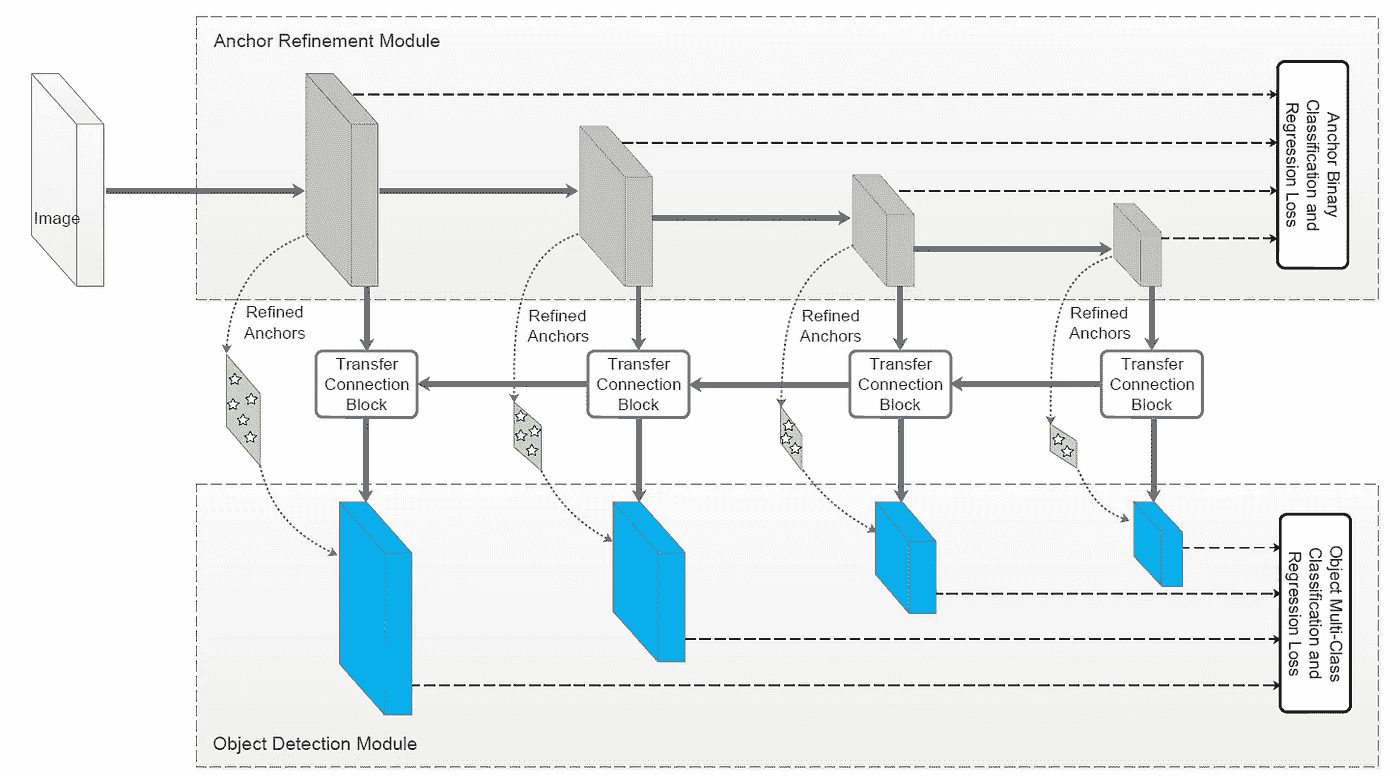 Anchor Refinement Module
Anchor Binary
Classification and
Regression Loss
Image
Refined
Anchors
Refined
Anchors
Refined
Anchors
Refined
Anchors
Transfer
Connection
Block
Transfer
Connection
Block
Transfer
Connection
Block
Transfer
Connection
Block
Object Multi-Class
Classification and
Regression Loss
Object Detection Module